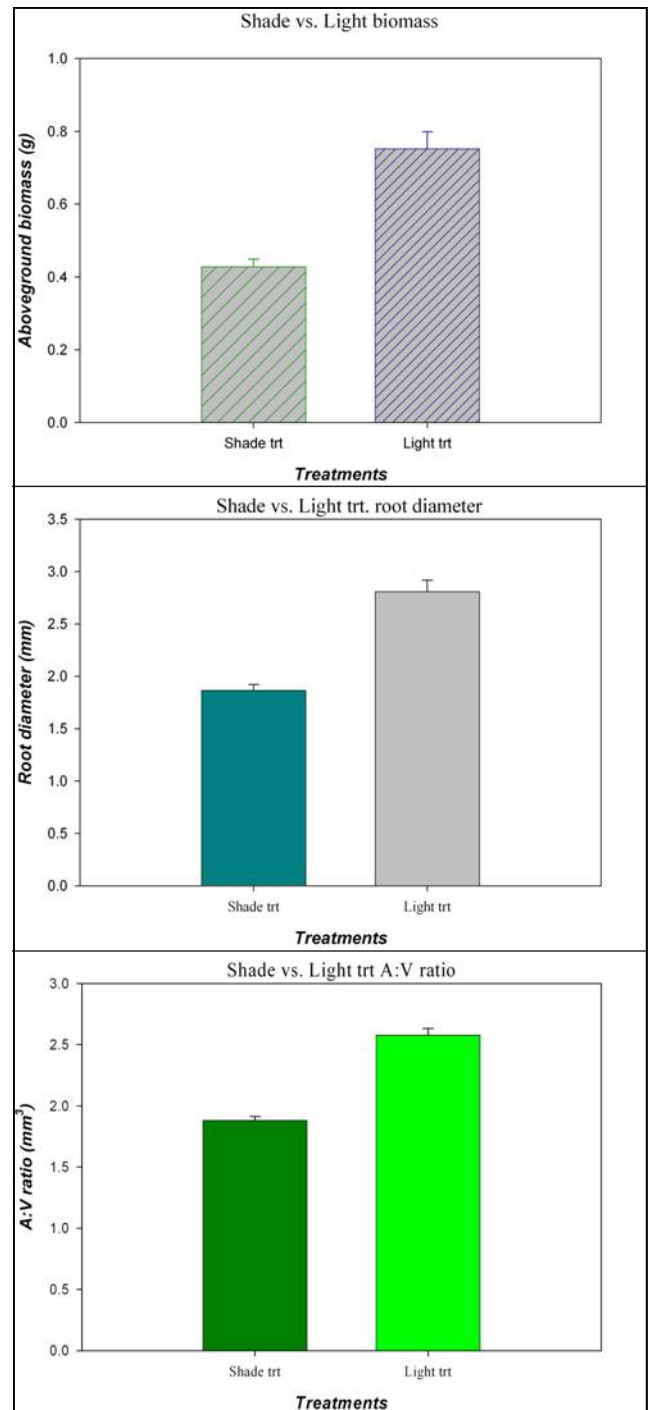 Shade vs. Light biomass
1.0
0.8
0.6
0.4
0.2
0.0
Aboveground biomass (g)
Shade trt Light trt
Treatments
Shade vs. Light trt. root diameter
3.5
3.0
2.5
2.0
1.5
1.0
0.5
0.0
Root diameter (mm)
Shade trt Light trt
Treatments
Shade vs. Light trt A:V ratio
3.0
2.5
2.0
1.5
1.0
0.5
0.0
A:V ratio (mm³)
Shade trt Light trt
Treatments